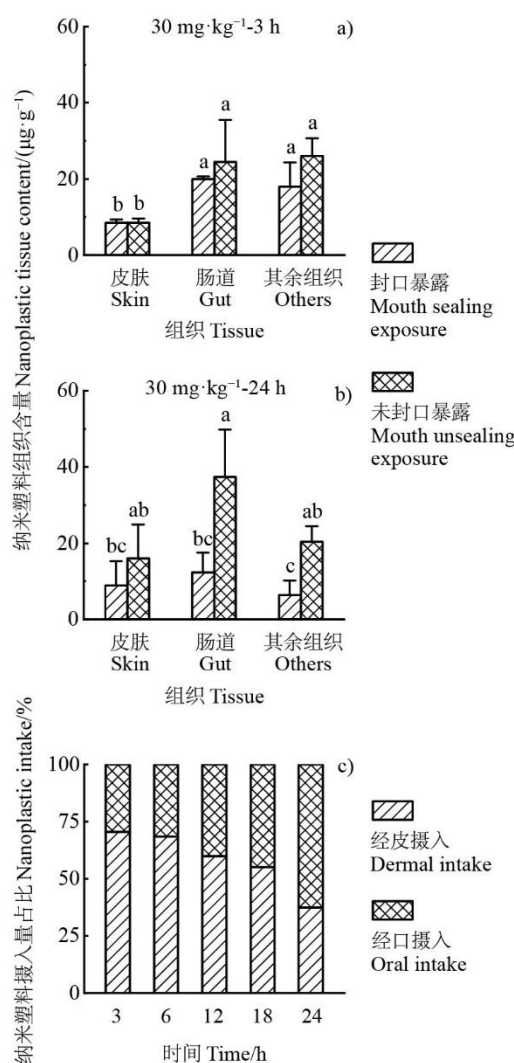 纳米塑料组织含量 Nanoplastic tissue content/(μg·g⁻¹)
30 mg·kg⁻¹-3 h
a)
60
40
20
0
b b
a a
a a
皮肤 肠道 其余组织
Skin Gut Others
组织 Tissue
封口暴露
Mouth sealing
exposure
未封口暴露
Mouth unsealing
exposure
30 mg·kg⁻¹-24 h
b)
60
40
20
0
bc ab
bc a
c ab
皮肤 肠道 其余组织
Skin Gut Others
组织 Tissue
纳米塑料摄入量占比 Nanoplastic intake/%
c)
100
75
50
25
0
3 6 12 18 24
时间 Time/h
经皮摄入
Dermal intake
经口摄入
Oral intake